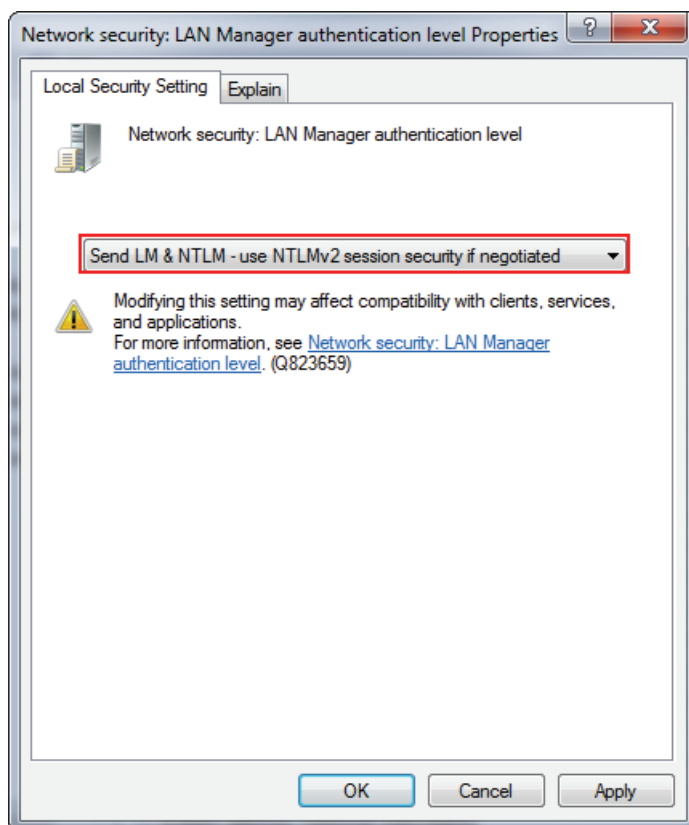 Network security: LAN Manager authentication level Properties
Local Security Setting
Explain
Network security: LAN Manager authentication level
Send LM & NTLM - use NTLMv2 session security if negotiated
Modifying this setting may affect compatibility with clients, services,
and applications.
For more information, see Network security: LAN Manager
authentication level. (Q823659)
OK
Cancel
Apply